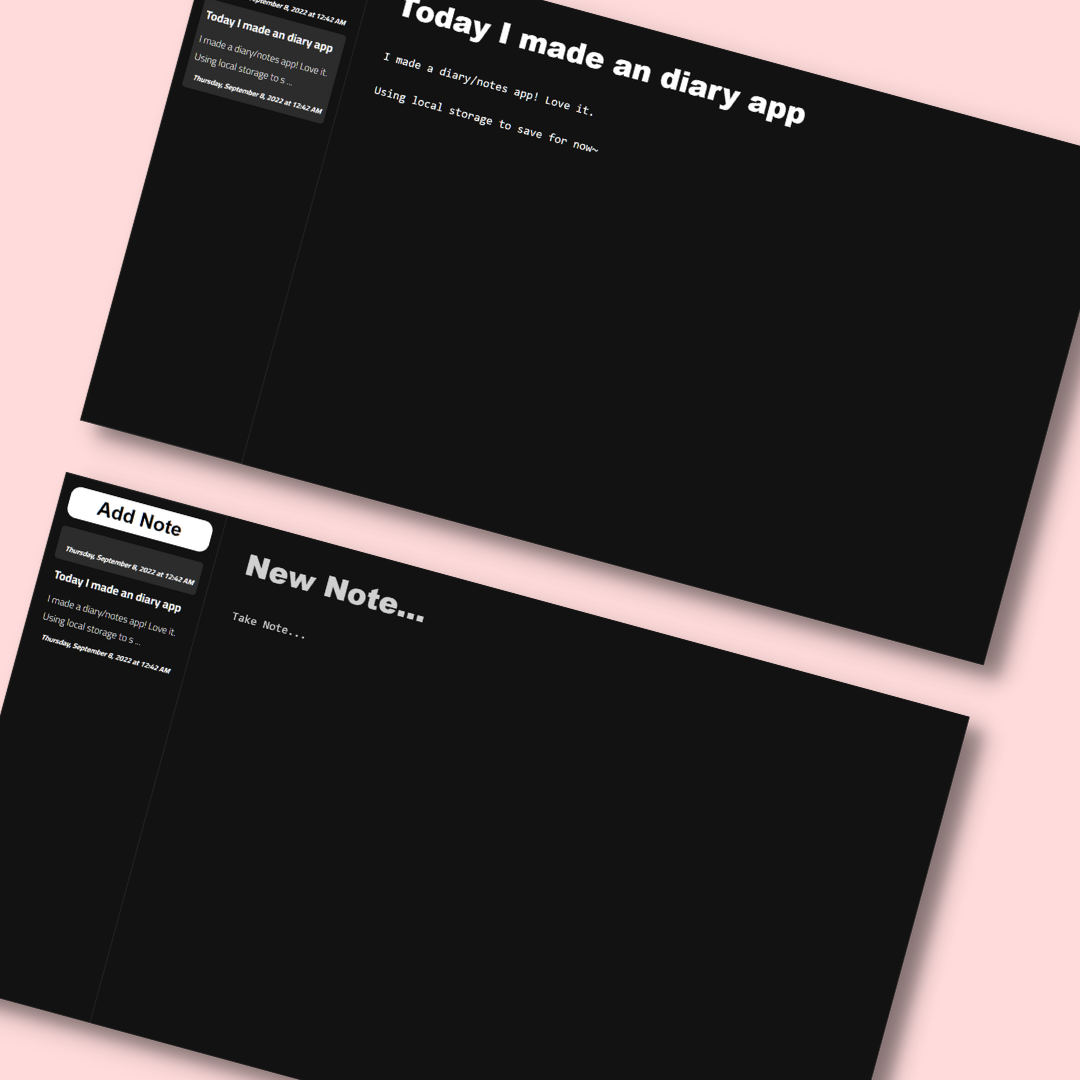 September 8, 2022 at 12:42 AM
Today I made an diary app
I made a diary/notes app! Love it.
Using local storage to s ...
Thursday, September 8, 2022 at 12:42 AM
Today I made an diary app
I made a diary/notes app! Love it.
Using local storage to save for now~
Add Note
Thursday, September 8, 2022 at 12:42 AM
Today I made an diary app
I made a diary/notes app! Love it.
Using local storage to s ...
Thursday, September 8, 2022 at 12:42 AM
New Note...
Take Note...